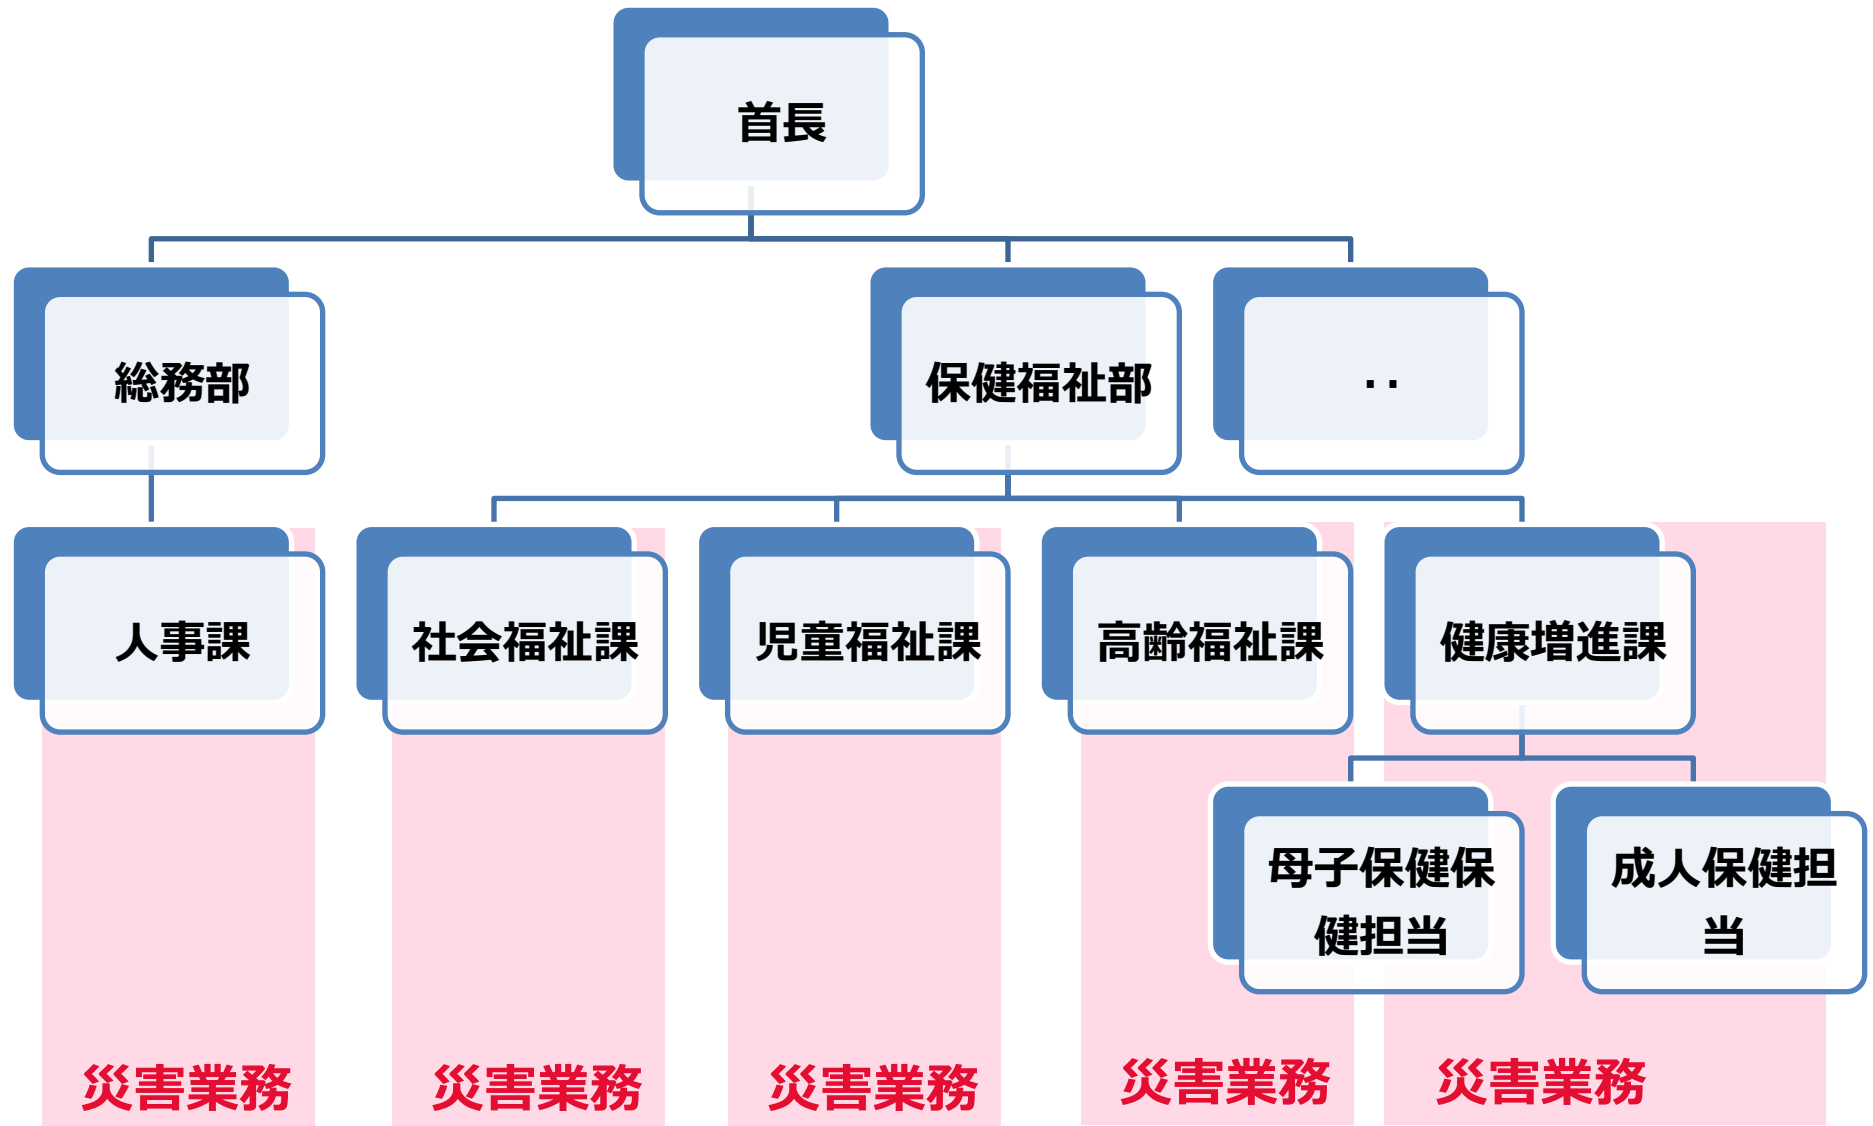 首長
総務部
保健福祉部
‥
人事課
社会福祉課
児童福祉課
高齢福祉課
健康増進課
母子保健保
健担当
成人保健担
当
災害業務
災害業務
災害業務
災害業務
災害業務